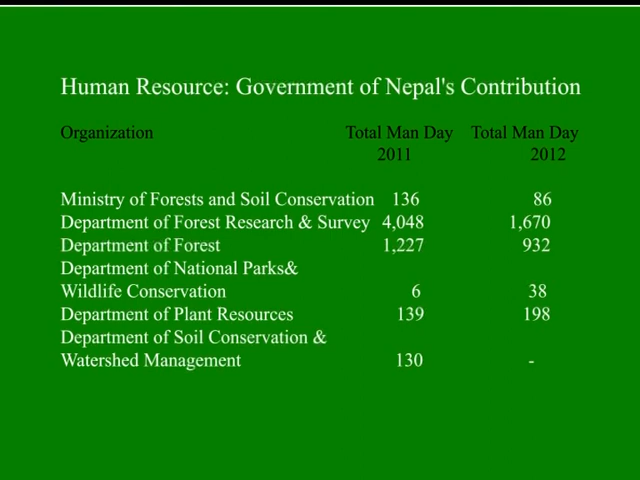 Human Resource: Government of Nepal's Contribution
Organization Total Man Day Total Man Day
2011 2012
Ministry of Forests and Soil Conservation 136 86
Department of Forest Research & Survey 4,048 1,670
Department of Forest 1,227 932
Department of National Parks&
Wildlife Conservation 6 38
Department of Plant Resources 139 198
Department of Soil Conservation &
Watershed Management 130 -